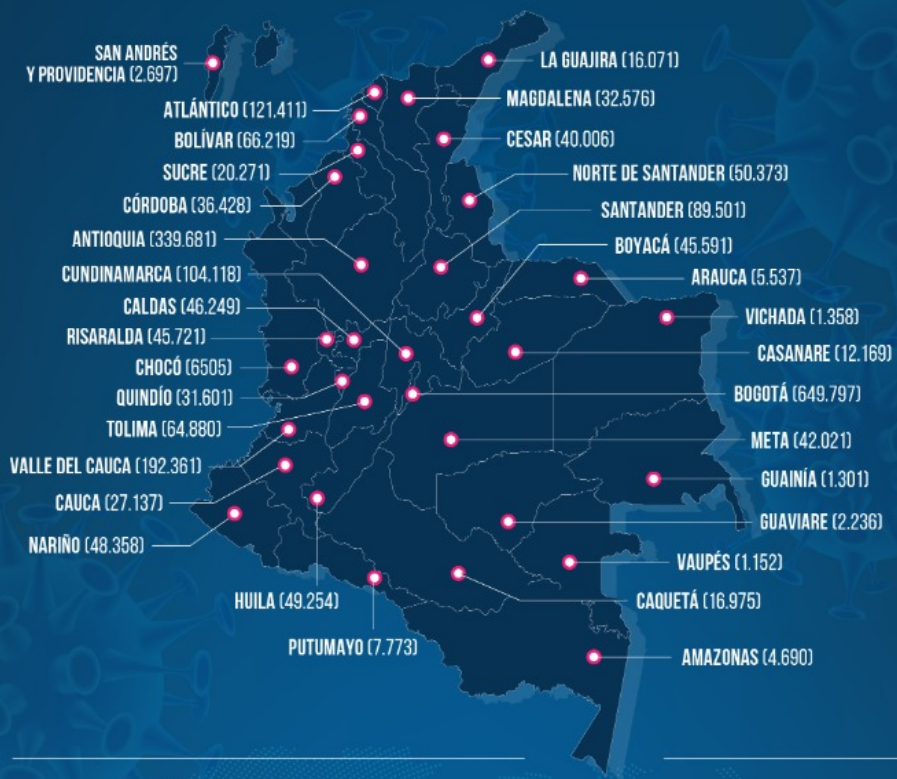 SAN ANDRÉS
Y PROVIDENCIA (2.697)
ATLÁNTICO (121.411)
BOLÍVAR (66.219)
SUCRE (20.271)
CÓRDOBA (36.428)
ANTIOQUIA (339.681)
CUNDINAMARCA (104.118)
CALDAS (46.249)
RISARALDA (45.721)
CHOCÓ (6505)
QUINDÍO (31.601)
TOLIMA (64.880)
VALLE DEL CAUCA (192.361)
CAUCA (27.137)
NARIÑO (48.358)
HUILA (49.254)
PUTUMAYO (7.773)
LA GUAJIRA (16.071)
MAGDALENA (32.576)
CESAR (40.006)
NORTE DE SANTANDER (50.373)
SANTANDER (89.501)
BOYACÁ (45.591)
ARAUCA (5.537)
VICHADA (1.358)
CASANARE (12.169)
BOGOTÁ (649.797)
META (42.021)
GUAINÍA (1.301)
GUAVIARE (2.236)
VAUPÉS (1.152)
CAQUETÁ (16.975)
AMAZONAS (4.690)